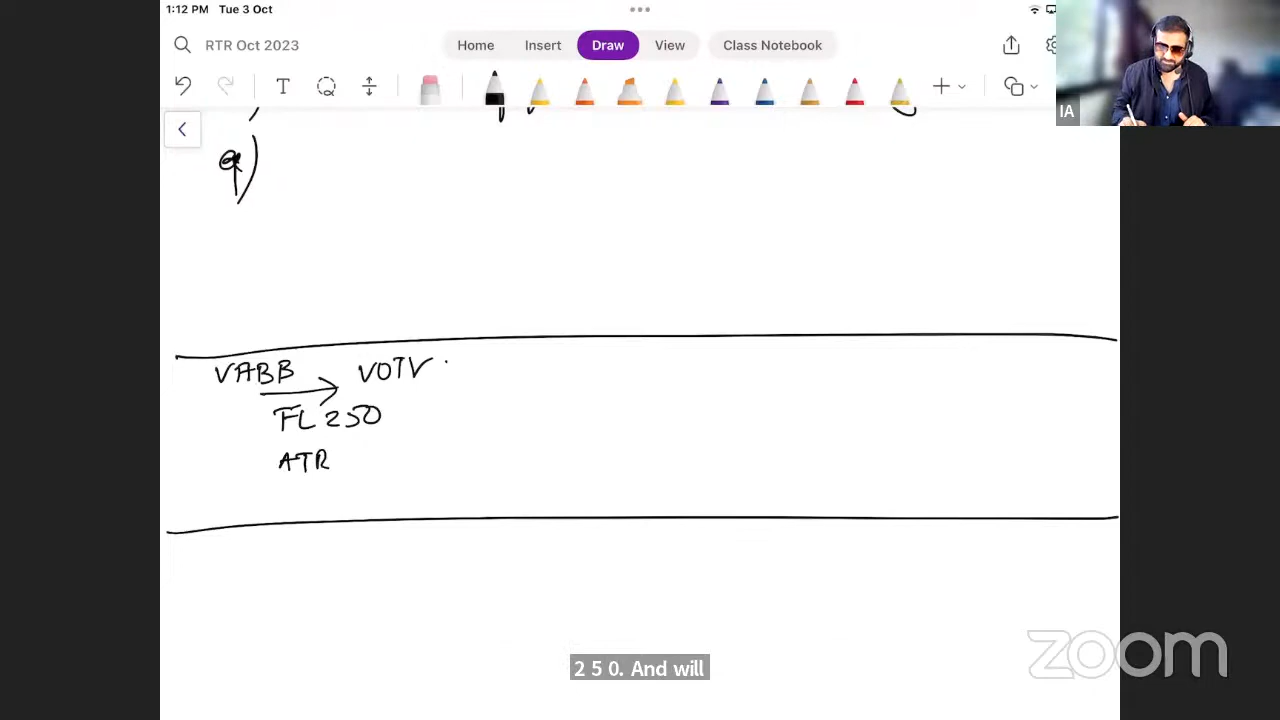 1:12 PM Tue 3 Oct
RTR Oct 2023
Home Insert Draw View Class Notebook
T
IA
q)
VABB → VOTV
FL 250
ATR
2 5 0. And will
zoom